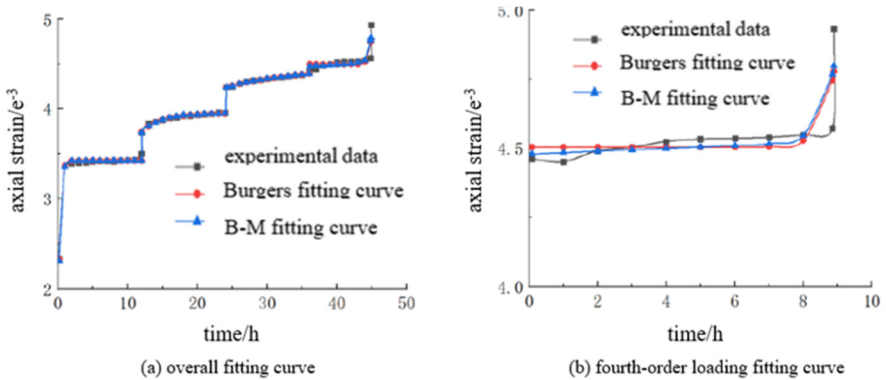 axial strain/e-3
5
4
3
2
0
10
20
30
40
50
experimental data
Burgers fitting curve
B-M fitting curve
time/h
(a) overall fitting curve
axial strain/e-3
5.0
4.5
4.0
0
2
4
6
8
10
experimental data
Burgers fitting curve
B-M fitting curve
time/h
(b) fourth-order loading fitting curve